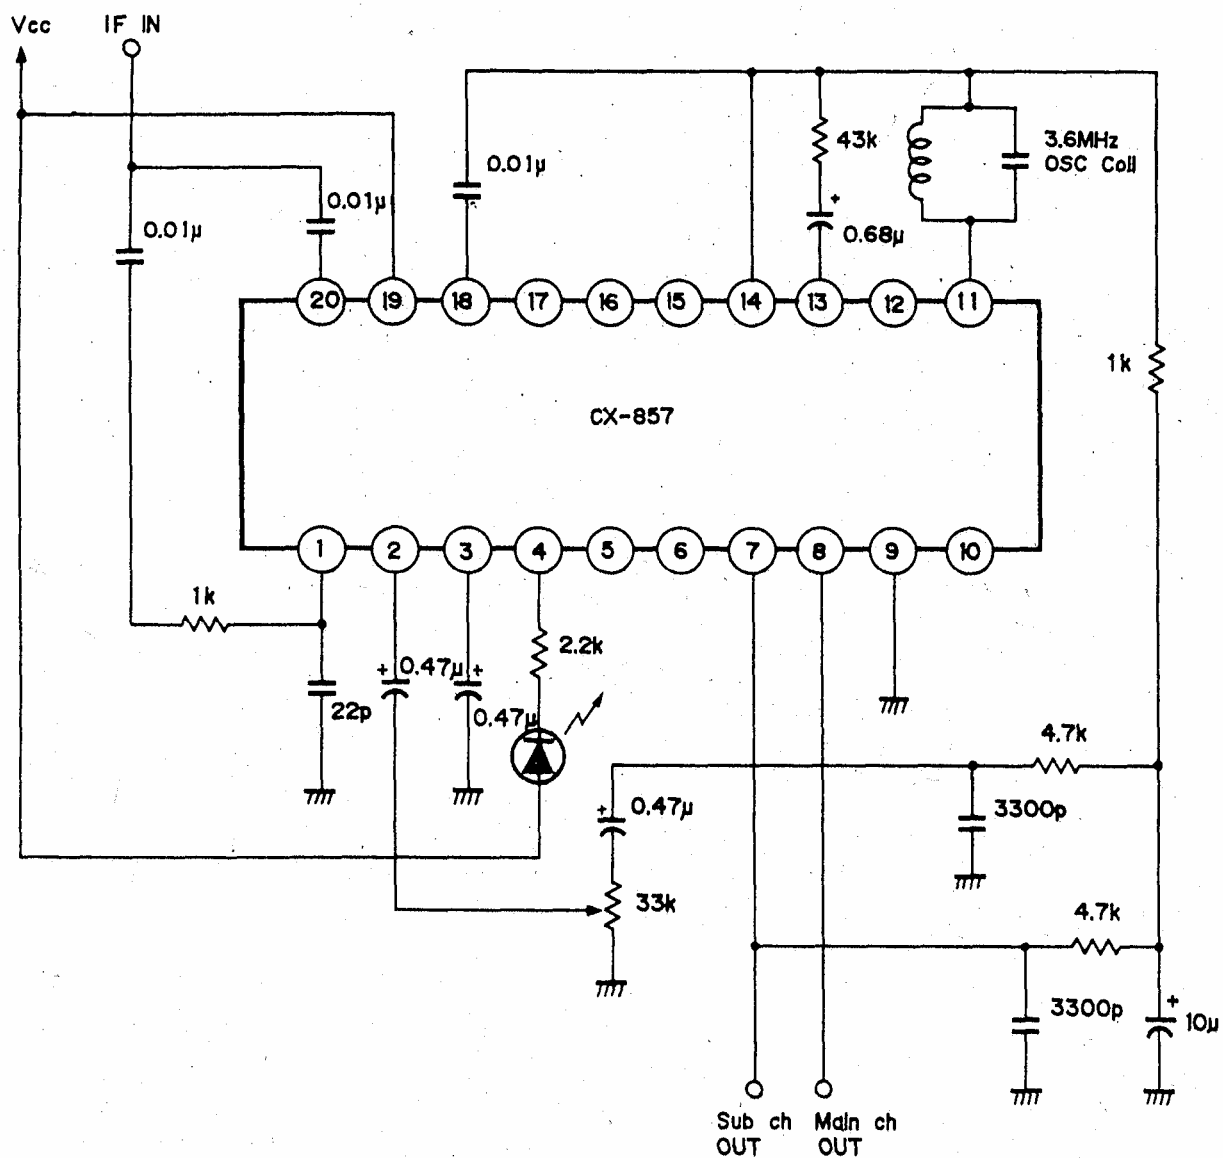 Vcc
IF IN
0.01μ
0.01μ
0.01μ
43k
+
0.68μ
3.6MHz
OSC Coil
20
19
18
17
16
15
14
13
12
11
1k
CX-857
1
2
3
4
5
6
7
8
9
10
1k
22p
+
0.47μ
+
0.47μ
2.2k
+
0.47μ
33k
4.7k
3300p
4.7k
3300p
+
10μ
Sub ch
OUT
Main ch
OUT